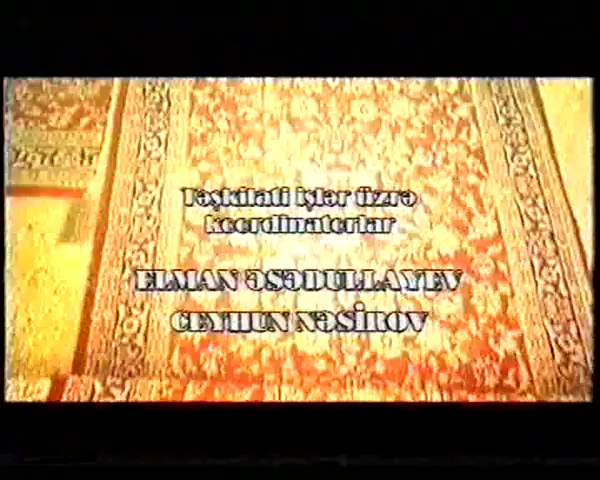 Təşkilati işlər üzrə
koordinatorlar
ELMAN ƏSƏDULLAYEV
CEYHUN NƏSİROV